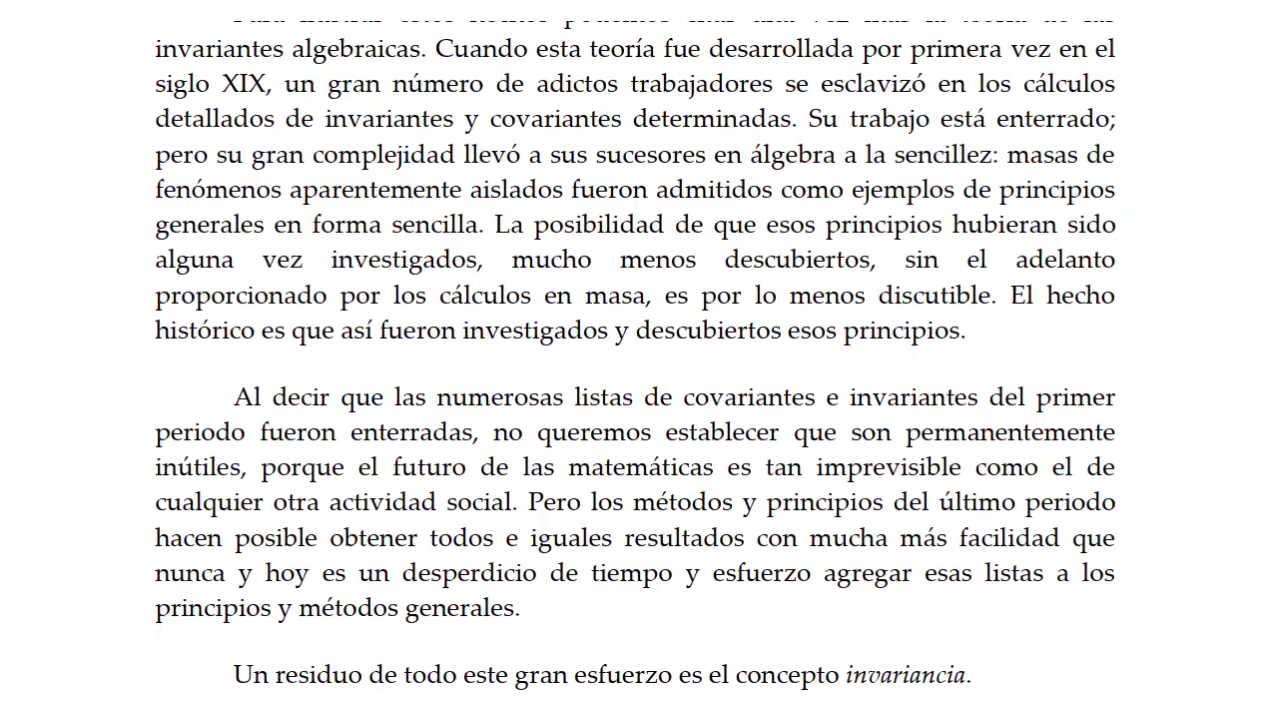 invariantes algebraicas. Cuando esta teoría fue desarrollada por primera vez en el
siglo XIX, un gran número de adictos trabajadores se esclavizó en los cálculos
detallados de invariantes y covariantes determinadas. Su trabajo está enterrado;
pero su gran complejidad llevó a sus sucesores en álgebra a la sencillez: masas de
fenómenos aparentemente aislados fueron admitidos como ejemplos de principios
generales en forma sencilla. La posibilidad de que esos principios hubieran sido
alguna vez investigados, mucho menos descubiertos, sin el adelanto
proporcionado por los cálculos en masa, es por lo menos discutible. El hecho
histórico es que así fueron investigados y descubiertos esos principios.
Al decir que las numerosas listas de covariantes e invariantes del primer
periodo fueron enterradas, no queremos establecer que son permanentemente
inútiles, porque el futuro de las matemáticas es tan imprevisible como el de
cualquier otra actividad social. Pero los métodos y principios del último periodo
hacen posible obtener todos e iguales resultados con mucha más facilidad que
nunca y hoy es un desperdicio de tiempo y esfuerzo agregar esas listas a los
principios y métodos generales.
Un residuo de todo este gran esfuerzo es el concepto invariancia.